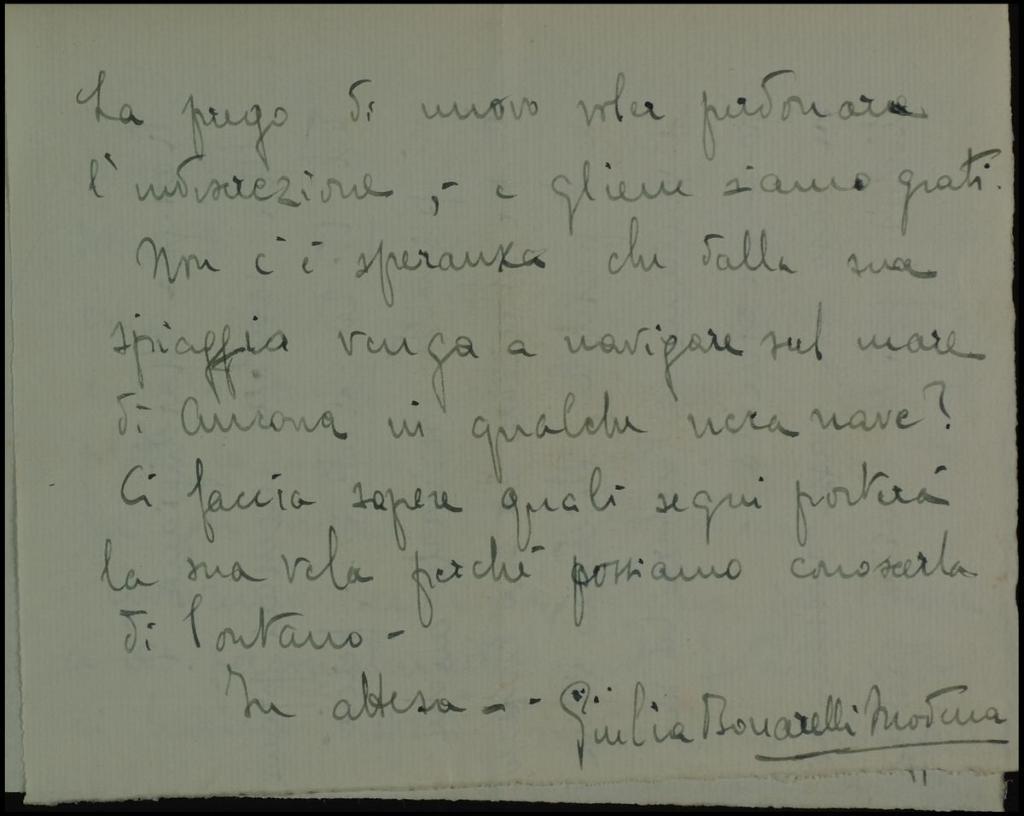 La prego di nuovo voler perdonare
l'indiscrezione, - e gliene siamo grati.
Non c'è speranza che dalla sua
spiaggia venga a navigare sul mare
di Ancona in qualche nera nave?
Ci faccia sapere quali segni porterà
la sua vela perché possiamo conoscerla
di lontano -
In attesa - - Giulia Bonarelli Modena